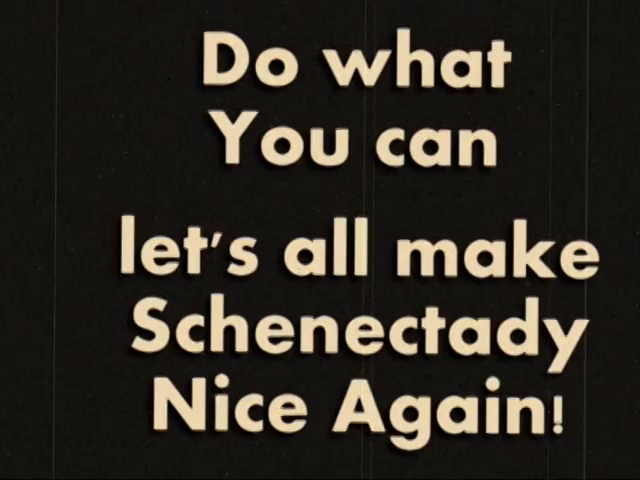 Do what
You can
let's all make
Schenectady
Nice Again!